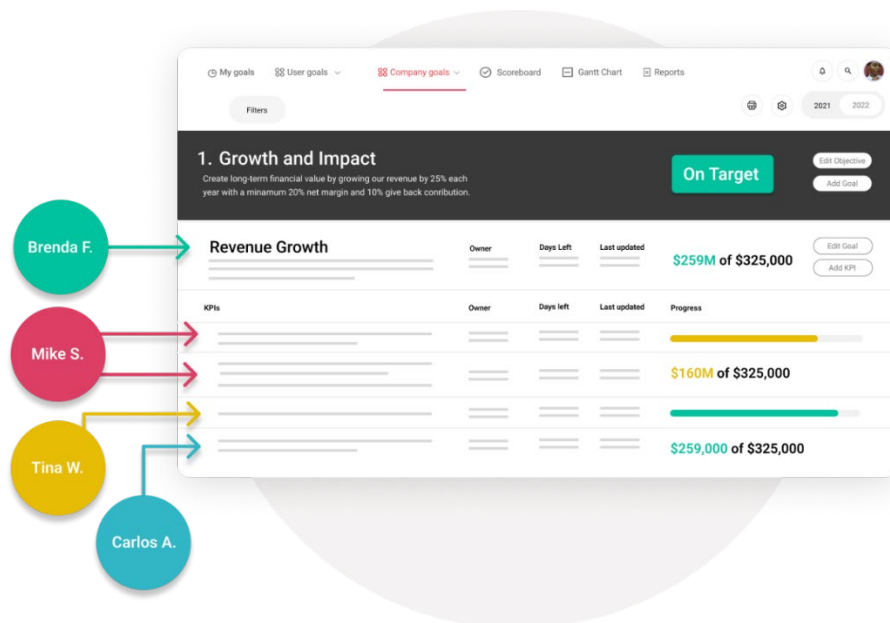 My goals User goals Company goals Scoreboard Gantt Chart Reports
Filters 2021 2022
1. Growth and Impact
Create long-term financial value by growing our revenue by 25% each
year with a minamum 20% net margin and 10% give back conribution.
On Target
Edit Objective
Add Goal
Brenda F.
Revenue Growth Owner Days Left Last updated
$259M of $325,000
Edit Goal
Add KPI
KPIs Owner Days left Last updated Progress
Mike S.
$160M of $325,000
Tina W.
$259,000 of $325,000
Carlos A.